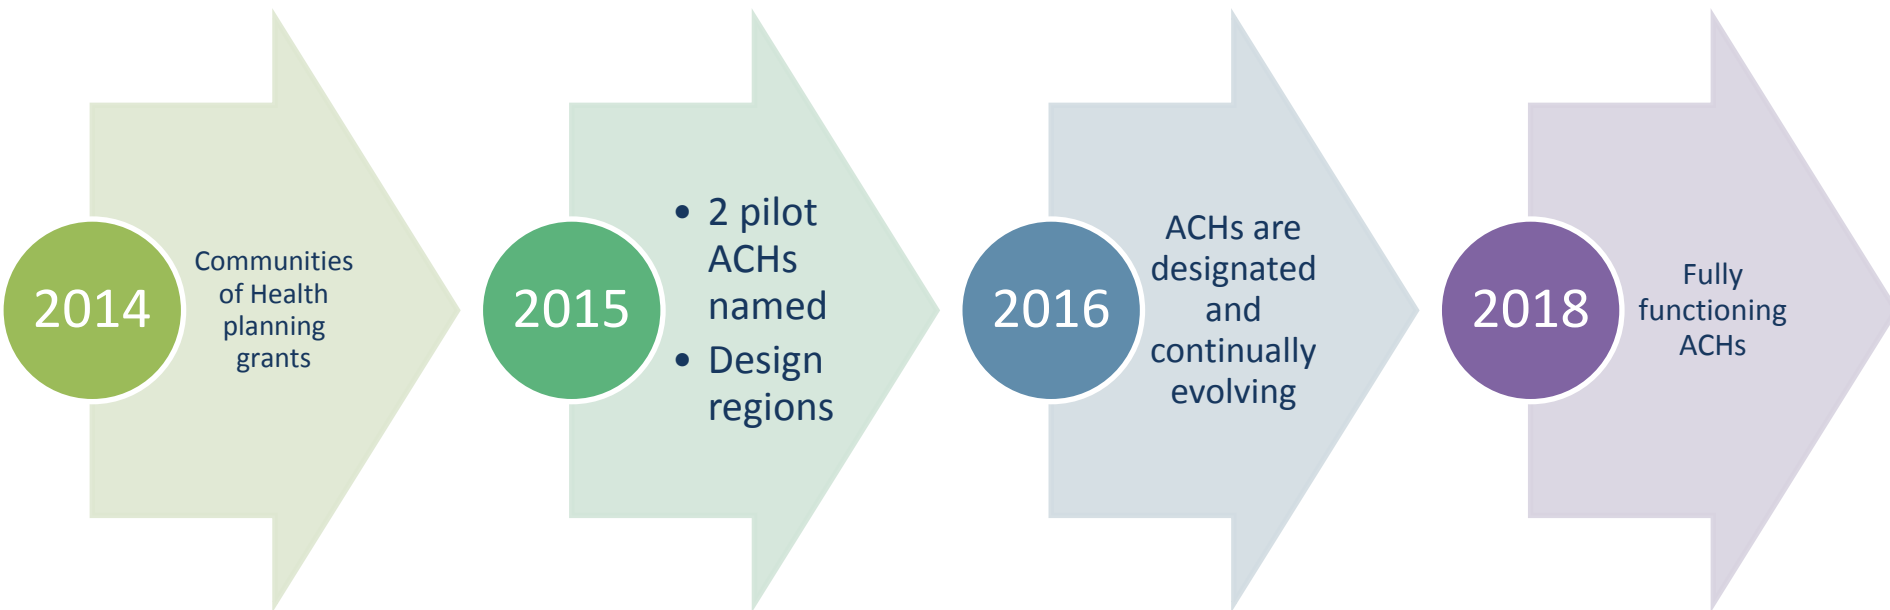 2014
Communities
of Health
planning
grants
2015
• 2 pilot
ACHs
named
• Design
regions
2016
ACHs are
designated
and
continually
evolving
2018
Fully
functioning
ACHs